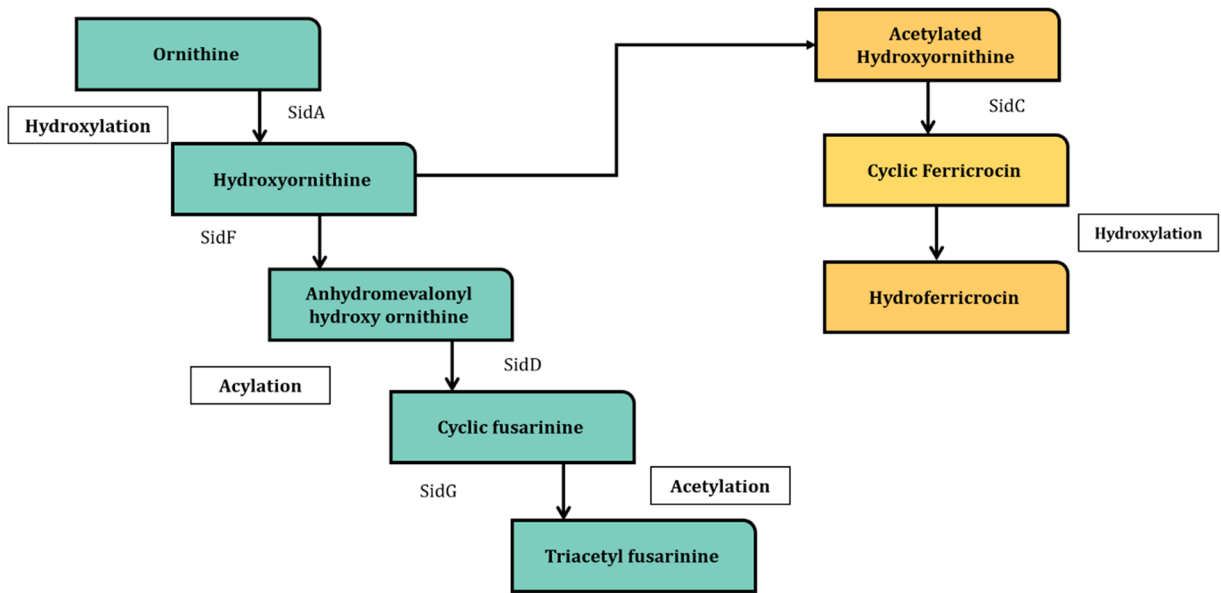 Ornithine
SidA
Hydroxylation
Hydroxyornithine
SidF
Anhydromevalonyl
hydroxy ornithine
SidD
Acylation
Cyclic fusarinine
SidG
Acetylation
Triacetyl fusarinine
Acetylated
Hydroxyornithine
SidC
Cyclic Ferricrocin
Hydroxylation
Hydroferricrocin